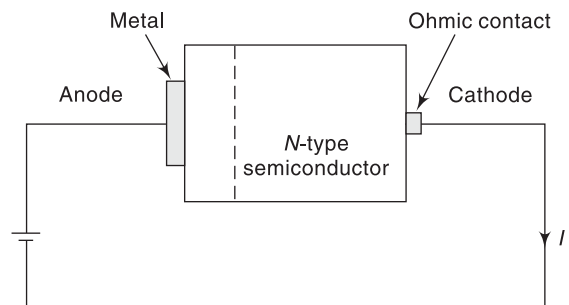 Metal
Ohmic contact
Anode
Cathode
N-type
semiconductor
I